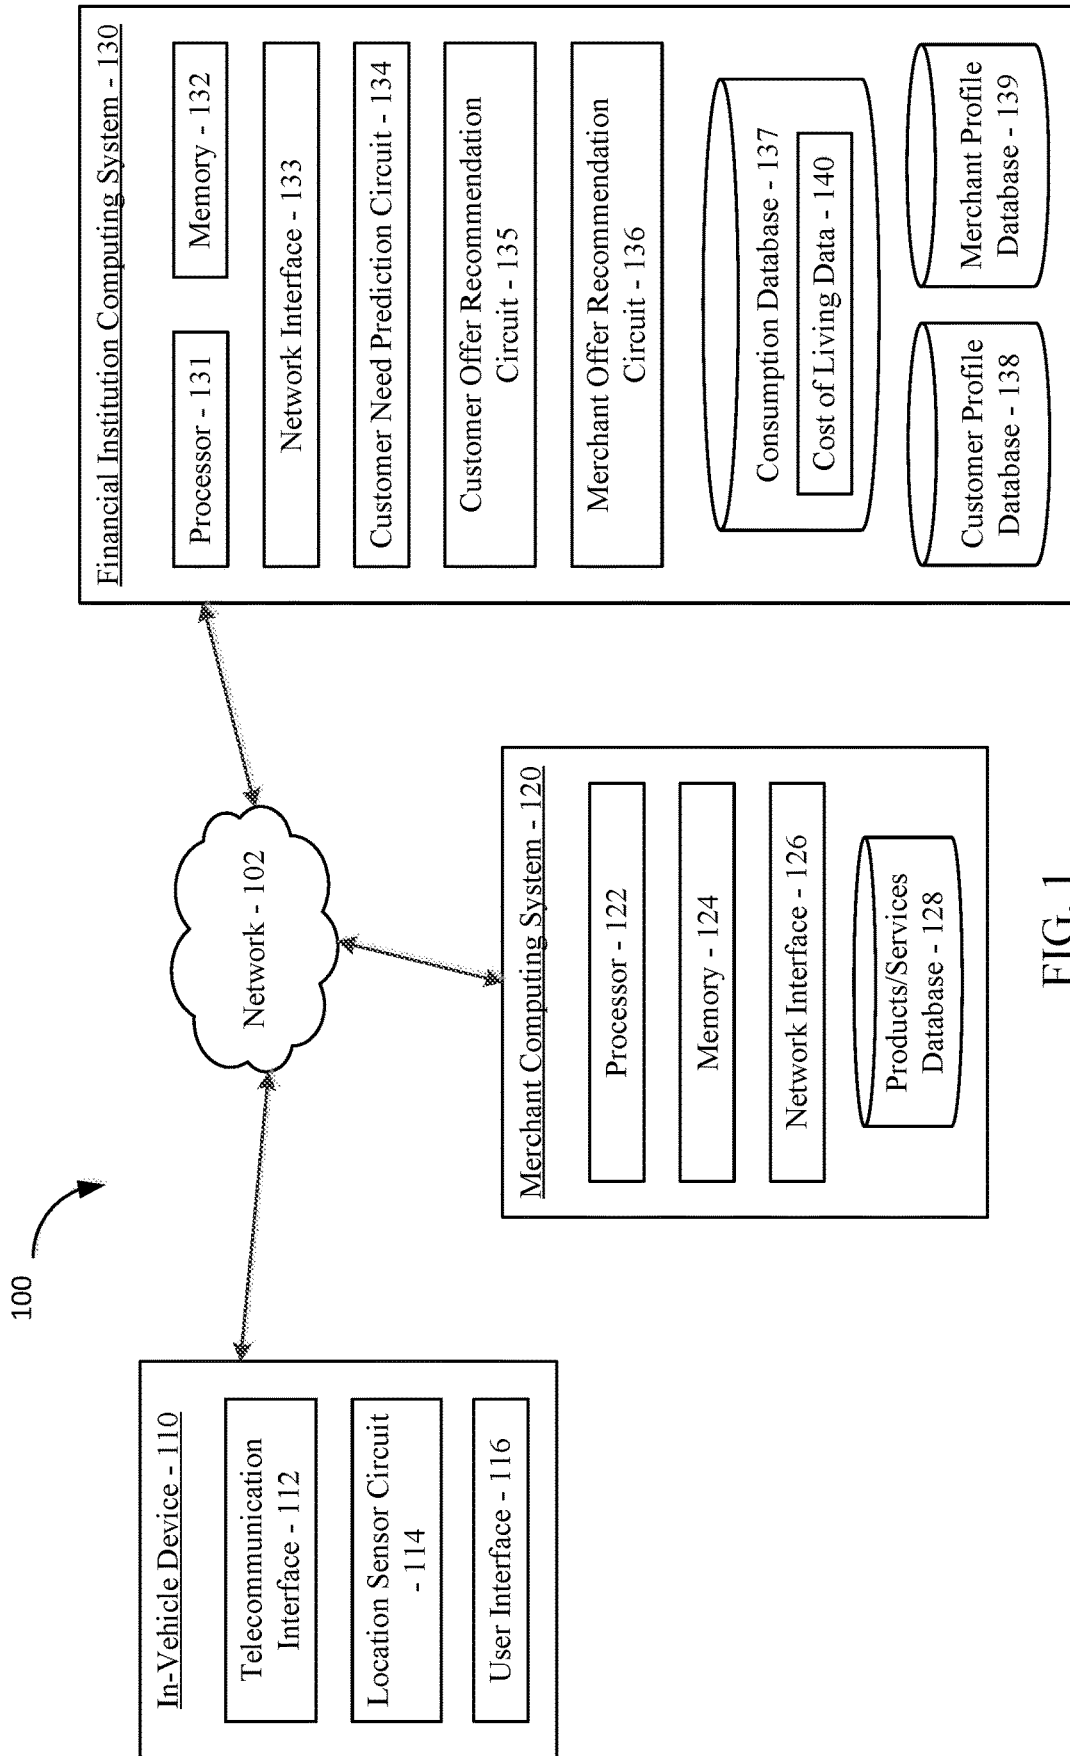 100
In-Vehicle Device - 110
Telecommunication
Interface - 112
Location Sensor Circuit
- 114
User Interface - 116
Network - 102
Merchant Computing System - 120
Processor - 122
Memory - 124
Network Interface - 126
Products/Services
Database - 128
Financial Institution Computing System - 130
Processor - 131
Memory - 132
Network Interface - 133
Customer Need Prediction Circuit - 134
Customer Offer Recommendation
Circuit - 135
Merchant Offer Recommendation
Circuit - 136
Consumption Database - 137
Cost of Living Data - 140
Customer Profile
Database - 138
Merchant Profile
Database - 139
FIG. 1